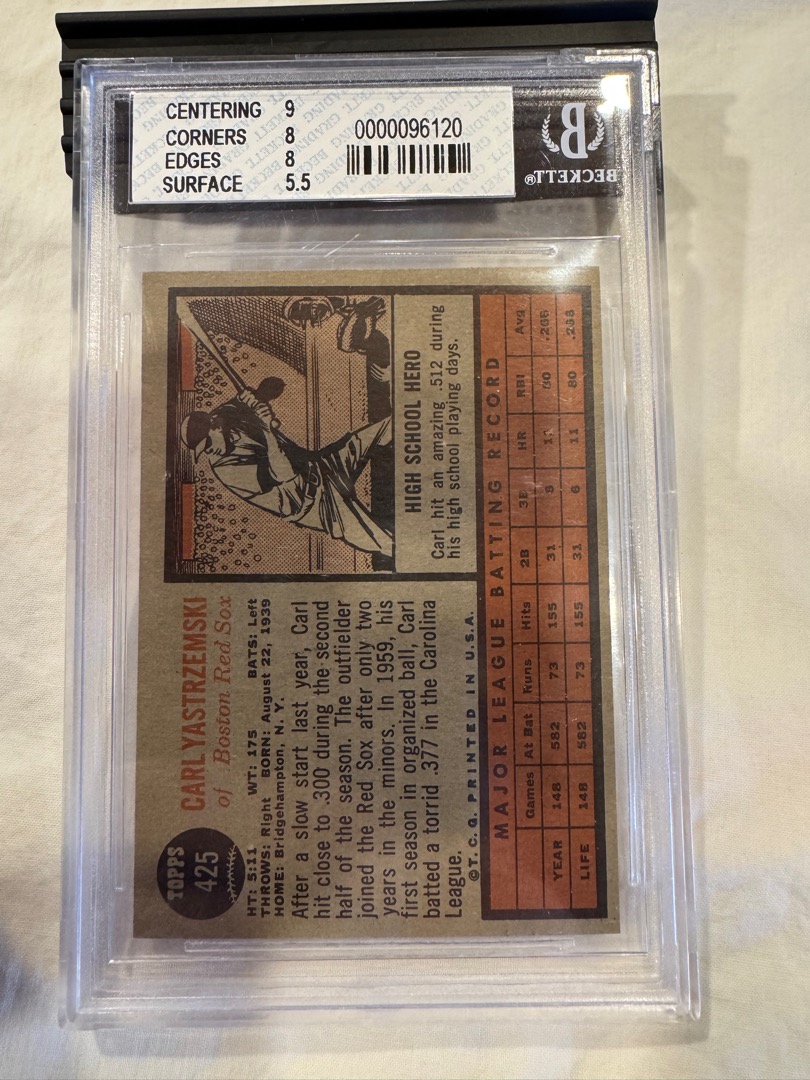 CENTERING 9
CORNERS 8
EDGES 8
SURFACE 5.5
0000096120
B
BECKETT®
TOPPS
425
CARL YASTRZEMSKI
of Boston Red Sox
HT: 5:11 WT: 175 BATS: Left
THROWS: Right BORN: August 22, 1939
HOME: Bridgehampton, N. Y.
After a slow start last year, Carl
hit close to .300 during the second
half of the season. The outfielder
joined the Red Sox after only two
years in the minors. In 1959, his
first season in organized ball, Carl
batted a torrid .377 in the Carolina
League.
©T.C.G. PRINTED IN U.S.A.
HIGH SCHOOL HERO
Carl hit an amazing .512 during
his high school playing days.
MAJOR LEAGUE BATTING RECORD
Games At Bat Runs Hits 2B 3B HR RBI Avg
YEAR 148 582 73 155 31 80 .266
LIFE 148 582 73 155 31 6 11 80